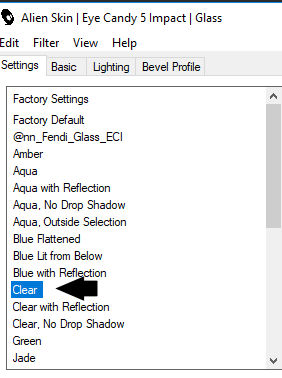 Alien Skin | Eye Candy 5 Impact | Glass
Edit Filter View Help
Settings Basic Lighting Bevel Profile
Factory Settings
Factory Default
@nn_Fendi_Glass_ECI
Amber
Aqua
Aqua with Reflection
Aqua, No Drop Shadow
Aqua, Outside Selection
Blue Flattened
Blue Lit from Below
Blue with Reflection
Clear
Clear with Reflection
Clear, No Drop Shadow
Green
Jade